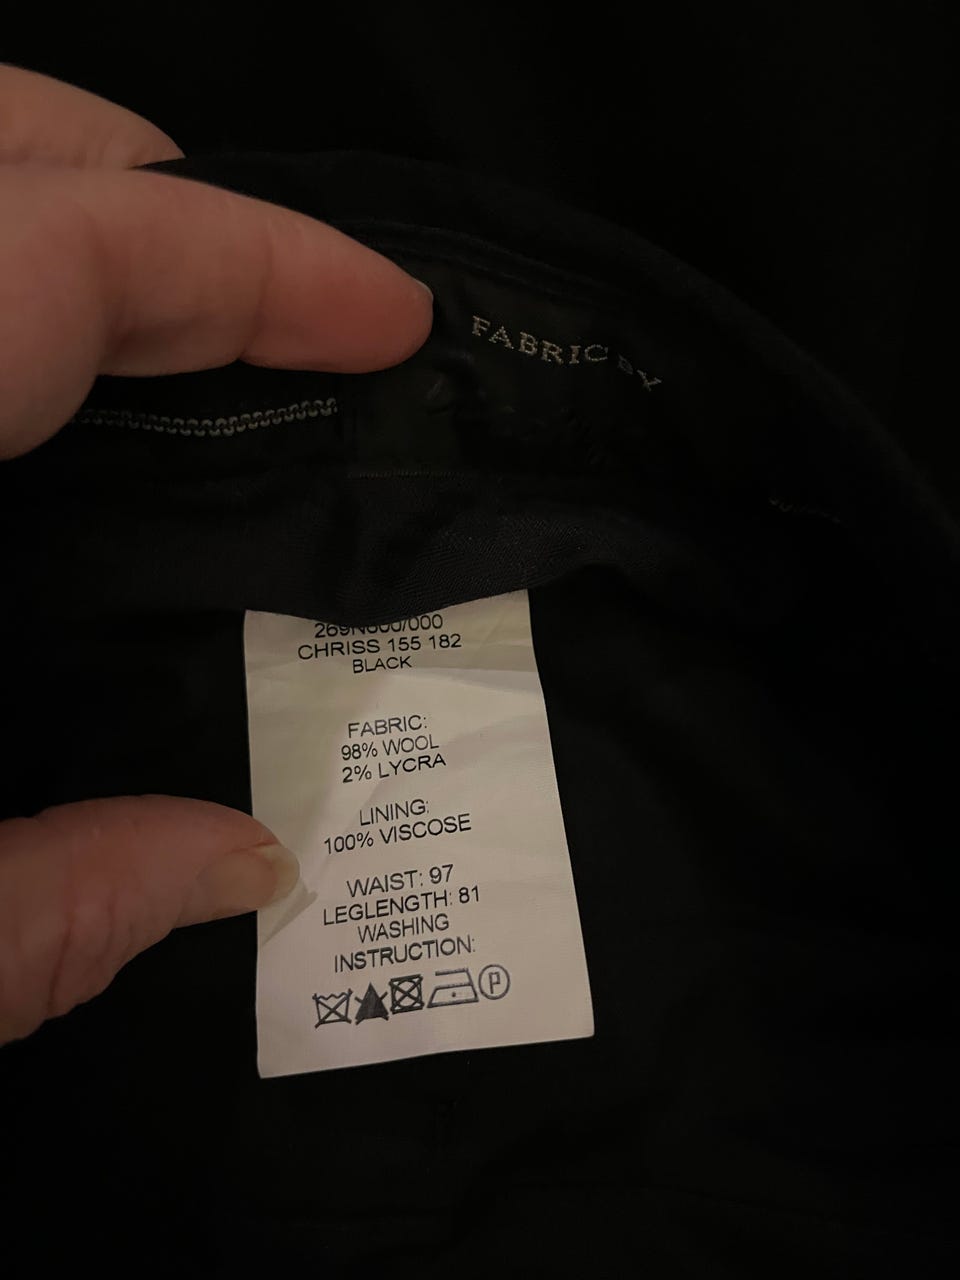 FABRIC BY
CHRISS 155 182
BLACK
FABRIC:
98% WOOL
2% LYCRA
LINING:
100% VISCOSE
WAIST: 97
LEGLENGTH: 81
WASHING
INSTRUCTION:
P